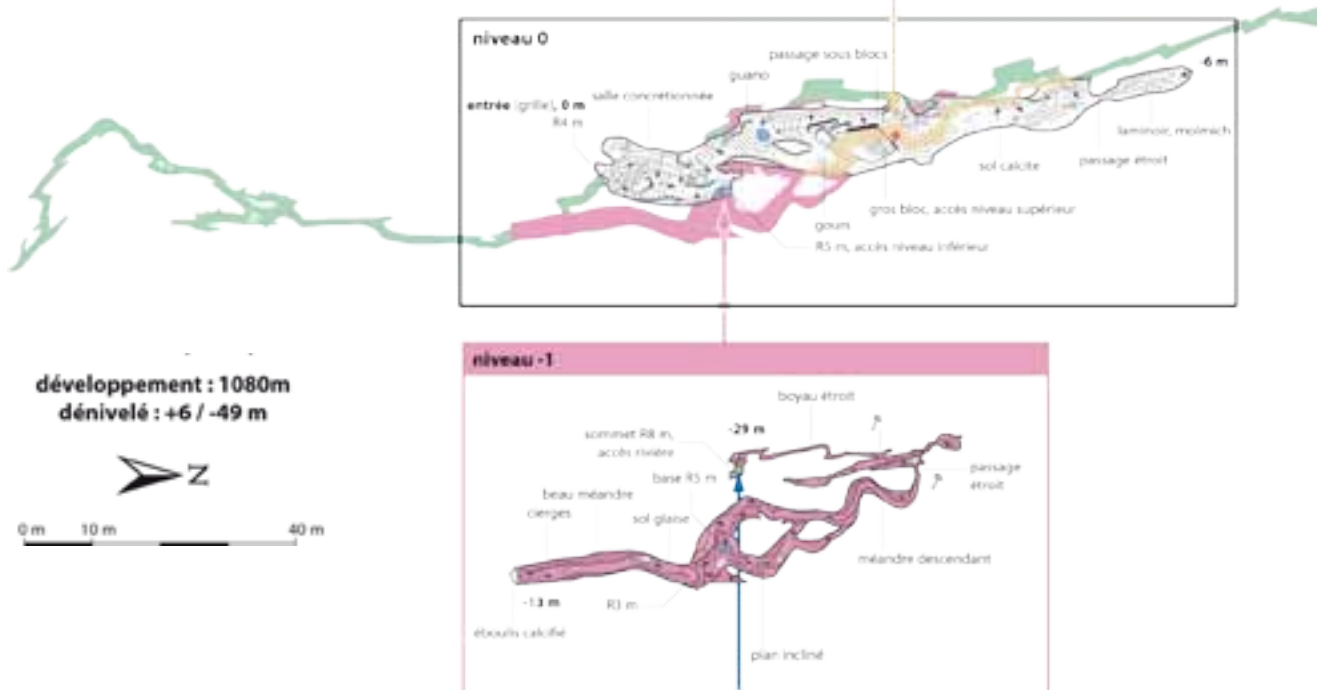 niveau 0
passage sous blocs
guano
-6 m
salle concrétionnée
entrée (grille), 0 m
R4 m
laminoir, molmich
passage étroit
sol calcite
gros bloc, accès niveau supérieur
gours
R5 m, accès niveau inférieur
niveau -1
développement : 1080m
dénivelé : +6 / -49 m
N
0 m 10 m 40 m
boyau étroit
-29 m
sommet R8 m,
accès rivière
base R5 m
passage
étroit
beau méandre
cierges
sol glaise
méandre descendant
-13 m
R3 m
éboulis calcifié
plan incliné